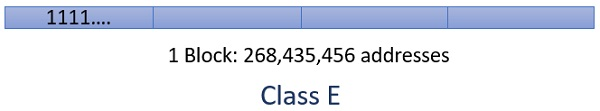 1111....
1 Block: 268,435,456 addresses
Class E